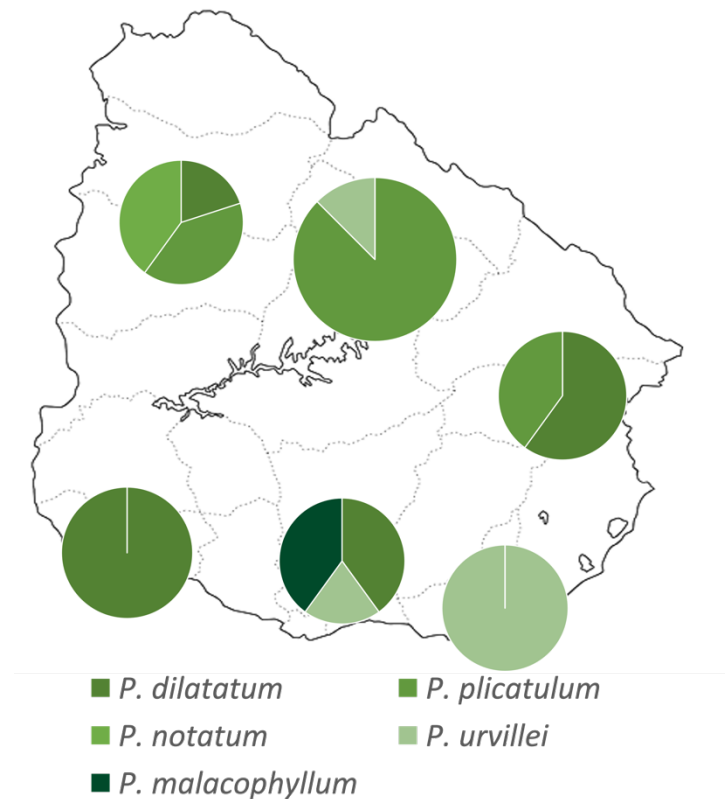 P. dilatatum
P. plicatulum
P. notatum
P. urvillei
P. malacophyllum